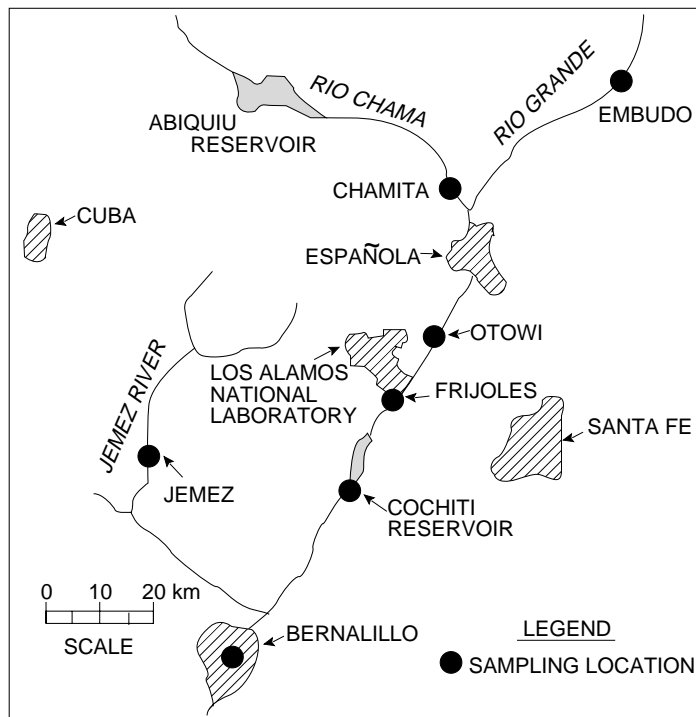 RIO CHAMA
RIO GRANDE
EMBUDO
ABIQUIU
RESERVOIR
CHAMITA
CUBA
ESPAÑOLA
OTOWI
LOS ALAMOS
NATIONAL
LABORATORY
FRIJOLES
SANTA FE
JEMEZ RIVER
JEMEZ
COCHITI
RESERVOIR
0 10 20 km
SCALE
BERNALILLO
LEGEND
SAMPLING LOCATION